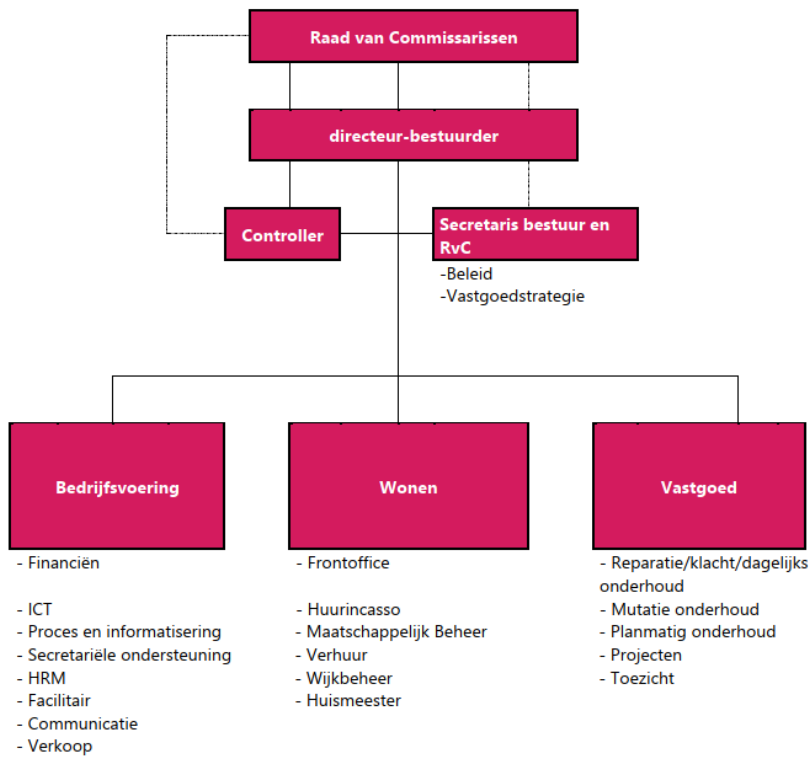 Raad van Commissarissen
directeur-bestuurder
Controller
Secretaris bestuur en
RvC
-Beleid
-Vastgoedstrategie
Bedrijfsvoering
- Financiën
- ICT
- Proces en informatisering
- Secretariële ondersteuning
- HRM
- Facilitair
- Communicatie
- Verkoop
Wonen
- Frontoffice
- Huurincasso
- Maatschappelijk Beheer
- Verhuur
- Wijkbeheer
- Huismeester
Vastgoed
- Reparatie/klacht/dagelijks
onderhoud
- Mutatie onderhoud
- Planmatig onderhoud
- Projecten
- Toezicht